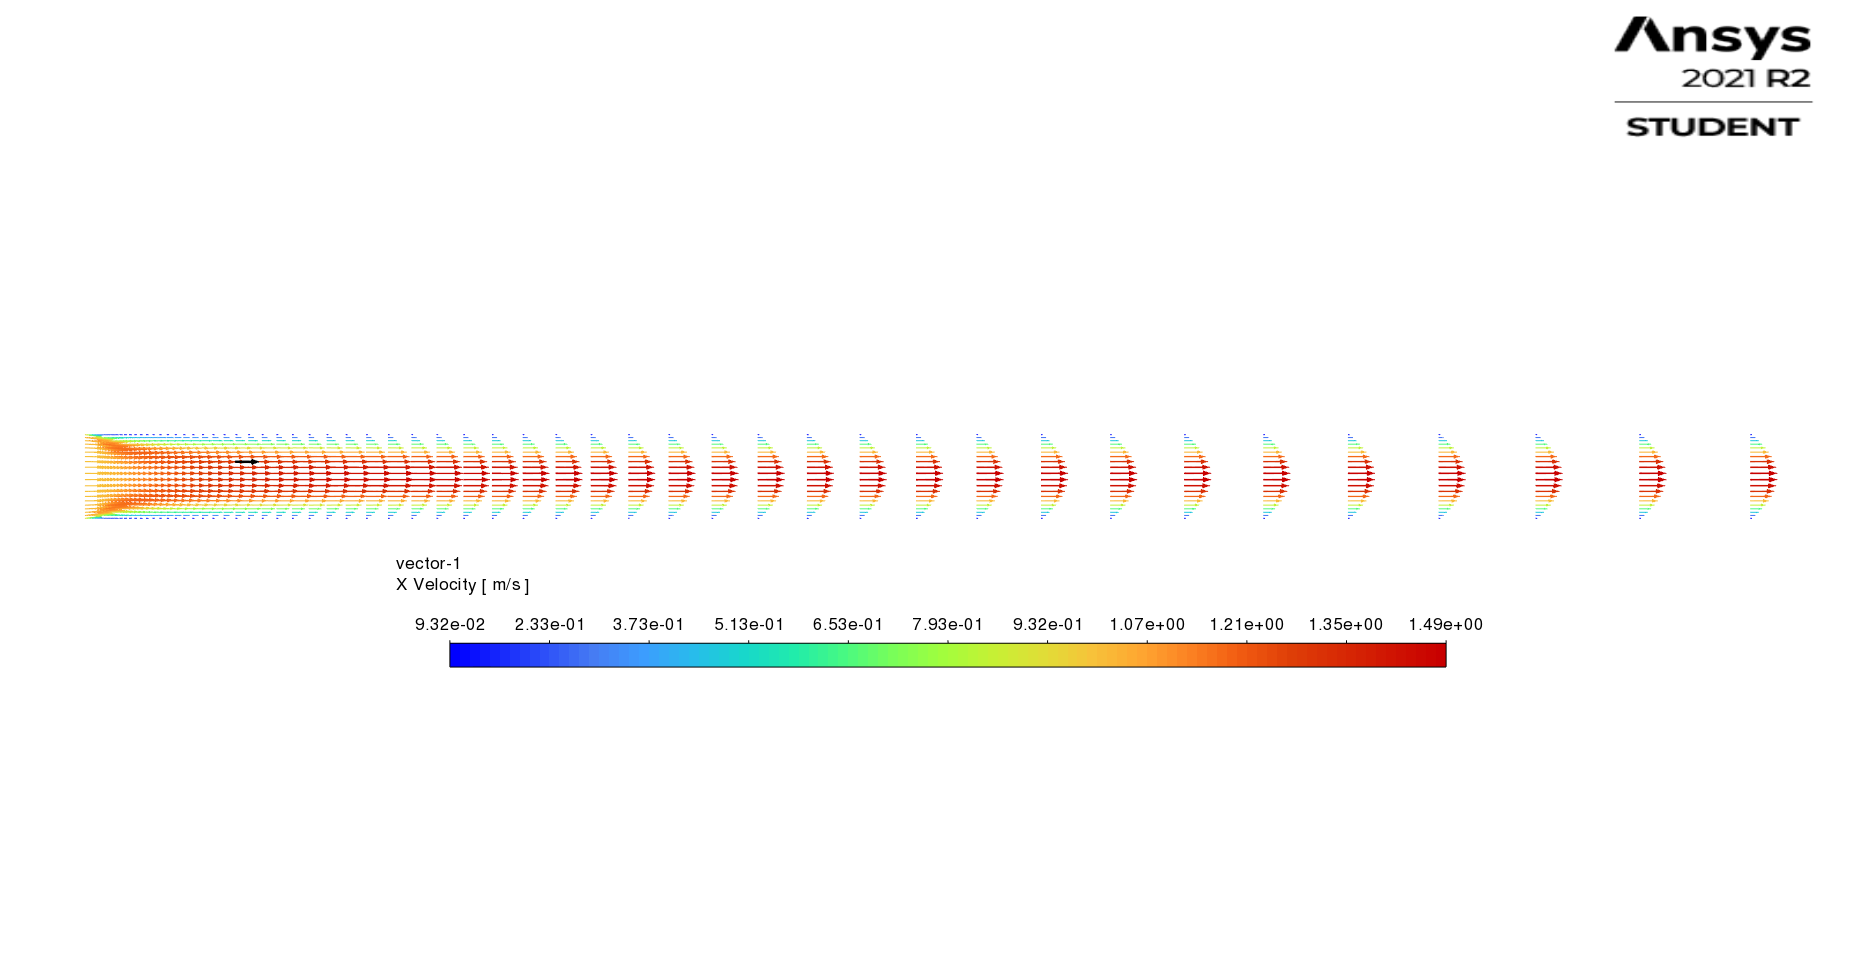 Ansys
2021 R2
STUDENT
vector-1
X Velocity [ m/s ]
9.32e-02 2.33e-01 3.73e-01 5.13e-01 6.53e-01 7.93e-01 9.32e-01 1.07e+00 1.21e+00 1.35e+00 1.49e+00